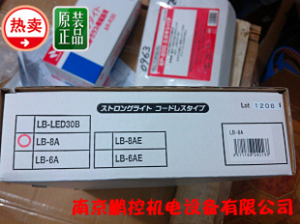 热卖
原装
正品
0963
ストロングライト コードレスタイプ
Lot 1206
LB-LED30B
LB-8A
LB-6A
LB-8AE
LB-6AE
LB-8A
南京鹏控机电设备有限公司